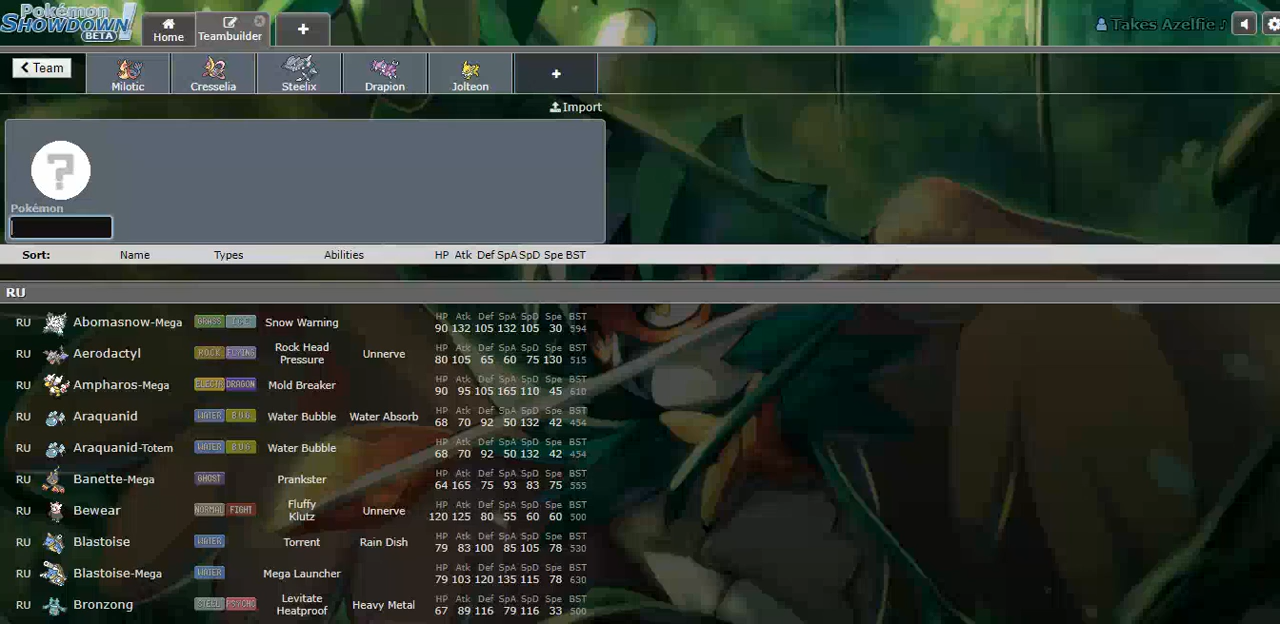 Pokémon
SHOWDOWN!
BETA
Home
Teambuilder
+
Takes Azelfie♪
Team
Milotic
Cresselia
Steelix
Drapion
Jolteon
+
Import
?
Pokémon
Sort: Name Types Abilities HP Atk Def SpA SpD Spe BST
RU
RU Abomasnow-Mega GRASS ICE Snow Warning HP 90 Atk 132 Def 105 SpA 132 SpD 105 Spe 30 BST 594
RU Aerodactyl ROCK FLYING Rock Head Pressure Unnerve HP 80 Atk 105 Def 65 SpA 60 SpD 75 Spe 130 BST 515
RU Ampharos-Mega ELECTR DRAGON Mold Breaker HP 90 Atk 95 Def 105 SpA 165 SpD 110 Spe 45 BST 610
RU Araquanid WATER BUG Water Bubble Water Absorb HP 68 Atk 70 Def 92 SpA 50 SpD 132 Spe 42 BST 454
RU Araquanid-Totem WATER BUG Water Bubble HP 68 Atk 70 Def 92 SpA 50 SpD 132 Spe 42 BST 454
RU Banette-Mega GHOST Prankster HP 64 Atk 165 Def 75 SpA 93 SpD 83 Spe 75 BST 555
RU Bewear NORMAL FIGHT Fluffy Klutz Unnerve HP 120 Atk 125 Def 80 SpA 55 SpD 60 Spe 60 BST 500
RU Blastoise WATER Torrent Rain Dish HP 79 Atk 83 Def 100 SpA 85 SpD 105 Spe 78 BST 530
RU Blastoise-Mega WATER Mega Launcher HP 79 Atk 103 Def 120 SpA 135 SpD 115 Spe 78 BST 630
RU Bronzong STEEL PSYCHC Levitate Heatproof Heavy Metal HP 67 Atk 89 Def 116 SpA 79 SpD 116 Spe 33 BST 500